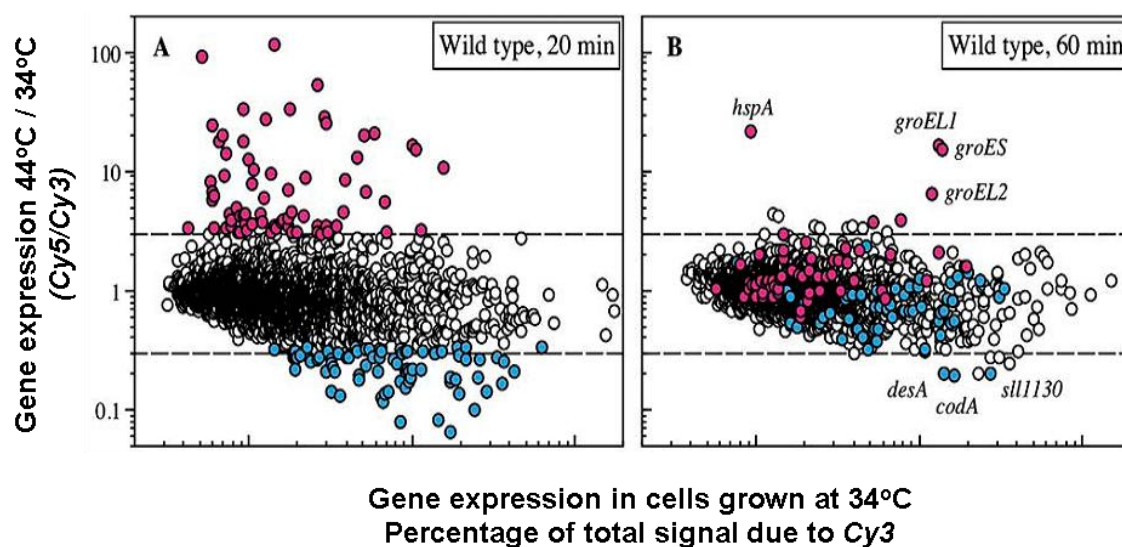 Gene expression 44°C / 34°C
(Cy5/Cy3)
100
10
1
0.1
A
Wild type, 20 min
B
Wild type, 60 min
hspA
groEL1
groES
groEL2
desA
codA
sll1130
Gene expression in cells grown at 34°C
Percentage of total signal due to Cy3